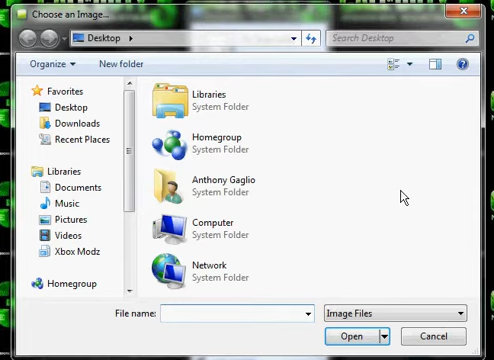 Choose an Image...
Desktop
Search Desktop
Organize
New folder
Favorites
Desktop
Downloads
Recent Places
Libraries
Documents
Music
Pictures
Videos
Xbox Modz
Homegroup
Libraries
System Folder
Homegroup
System Folder
Anthony Gaglio
System Folder
Computer
System Folder
Network
System Folder
File name:
Image Files
Open
Cancel